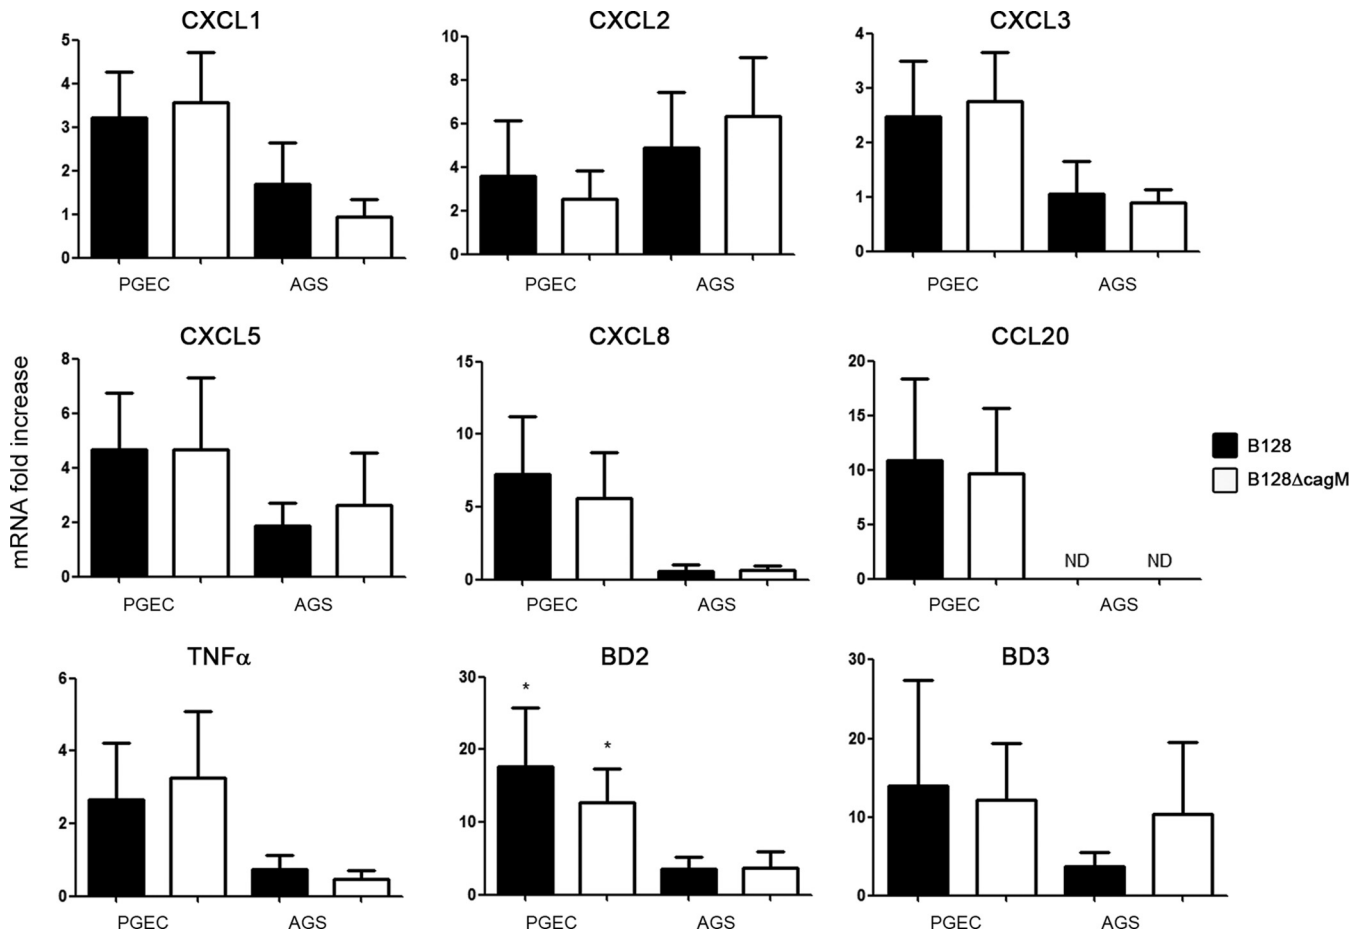 CXCL1
5
4
3
2
1
0
PGEC AGS
CXCL2
10
8
6
4
2
0
PGEC AGS
CXCL3
4
3
2
1
0
PGEC AGS
mRNA fold increase
CXCL5
8
6
4
2
0
PGEC AGS
CXCL8
15
10
5
0
PGEC AGS
CCL20
20
15
10
5
0
ND ND
PGEC AGS
B128
B128ΔcagM
TNFα
6
4
2
0
PGEC AGS
BD2
30
20
10
0
* *
PGEC AGS
BD3
30
20
10
0
PGEC AGS